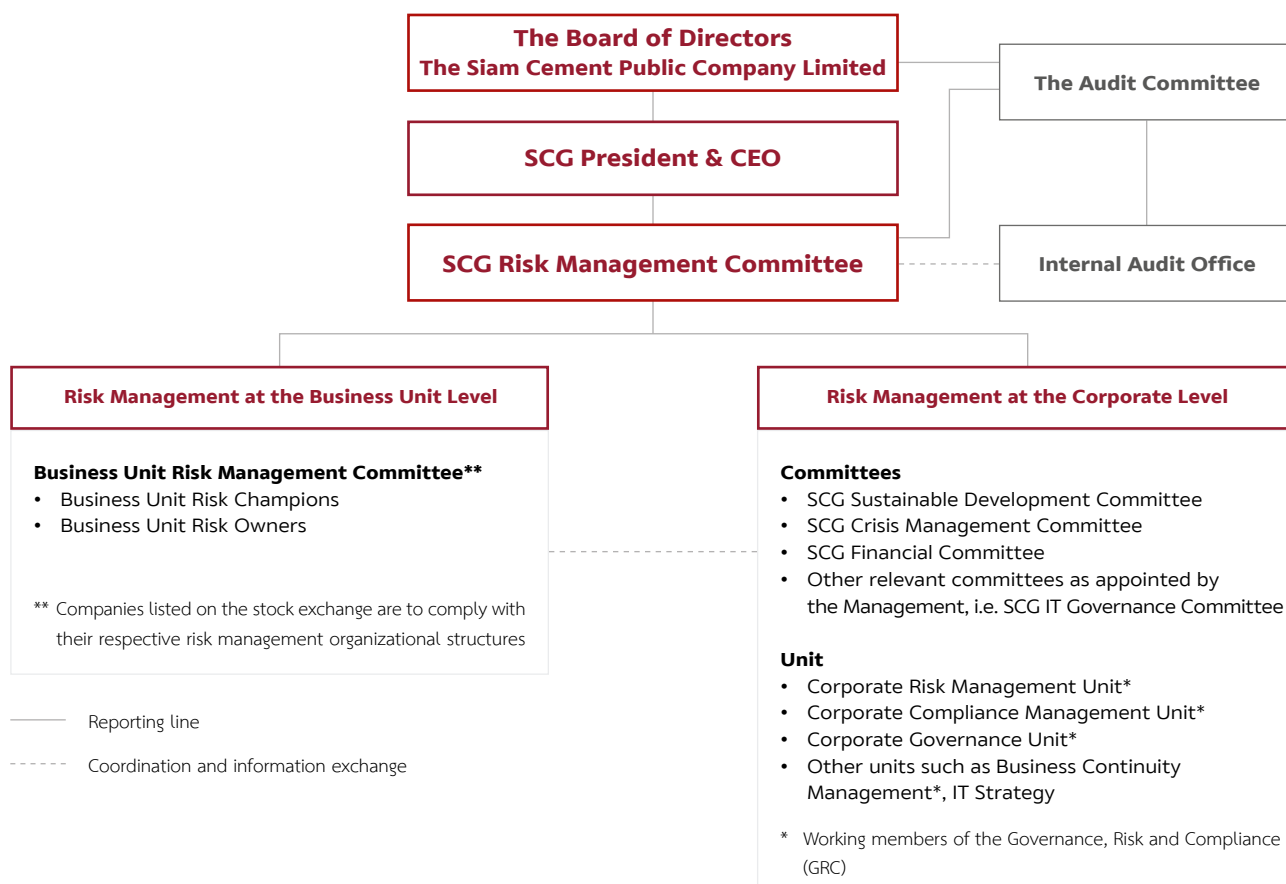 The Board of Directors
The Siam Cement Public Company Limited
The Audit Committee
SCG President & CEO
SCG Risk Management Committee
Internal Audit Office
Risk Management at the Business Unit Level
Business Unit Risk Management Committee**
• Business Unit Risk Champions
• Business Unit Risk Owners
** Companies listed on the stock exchange are to comply with
their respective risk management organizational structures
Reporting line
Coordination and information exchange
Risk Management at the Corporate Level
Committees
• SCG Sustainable Development Committee
• SCG Crisis Management Committee
• SCG Financial Committee
• Other relevant committees as appointed by
the Management, i.e. SCG IT Governance Committee
Unit
• Corporate Risk Management Unit*
• Corporate Compliance Management Unit*
• Corporate Governance Unit*
• Other units such as Business Continuity
Management*, IT Strategy
* Working members of the Governance, Risk and Compliance
(GRC)